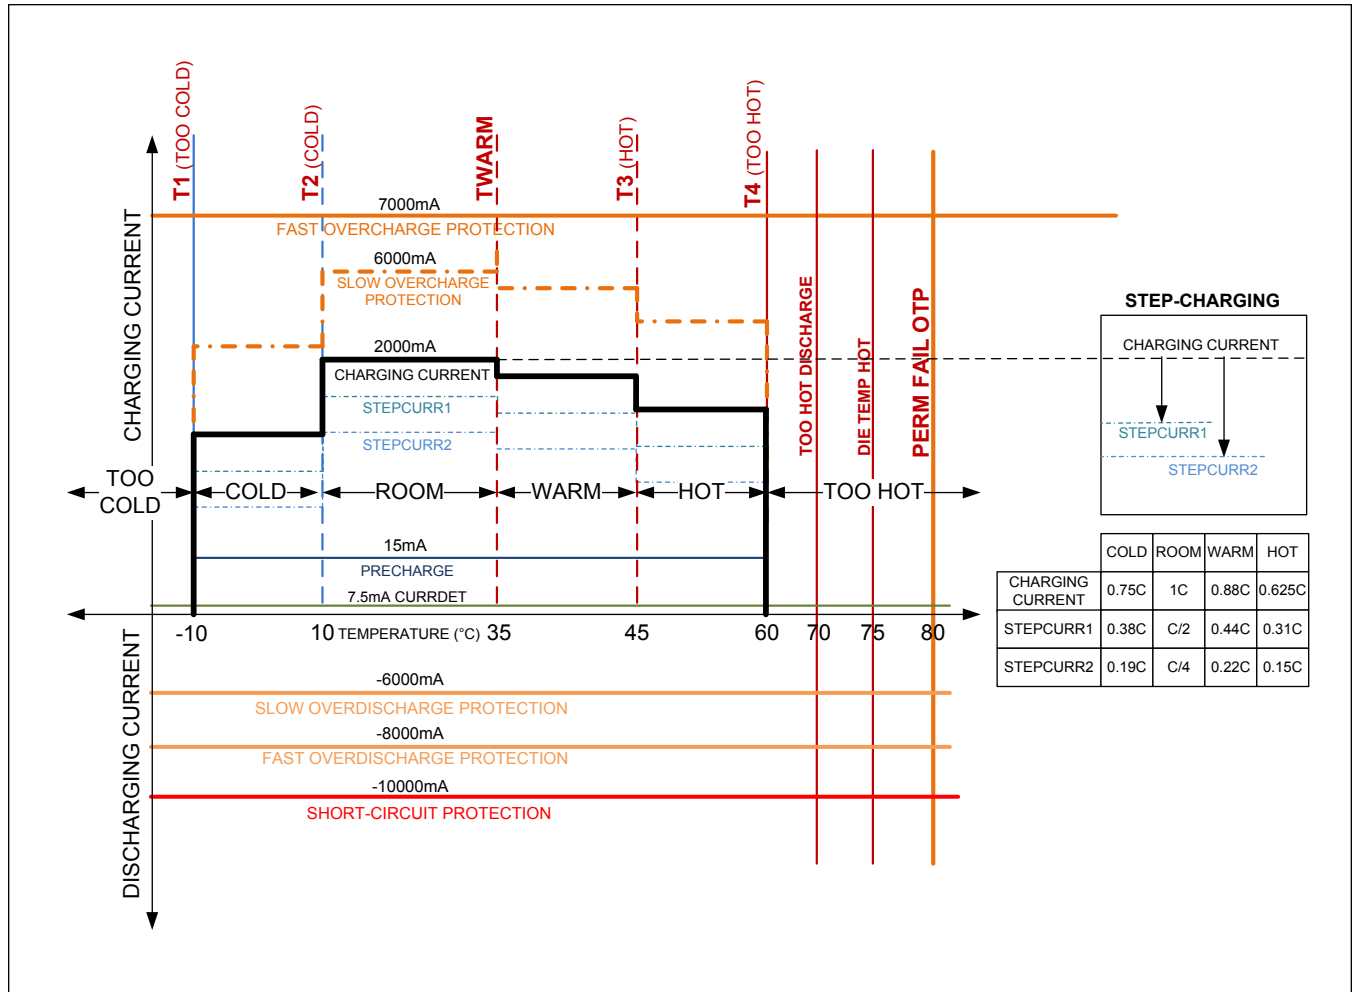 T1 (TOO COLD)
T2 (COLD)
TWARM
T3 (HOT)
T4 (TOO HOT)
CHARGING CURRENT
7000mA
FAST OVERCHARGE PROTECTION
6000mA
SLOW OVERCHARGE
PROTECTION
2000mA
CHARGING CURRENT
STEPCURR1
STEPCURR2
TOO HOT DISCHARGE
DIE TEMP HOT
PERM FAIL OTP
TOO
COLD
COLD
ROOM
WARM
HOT
TOO HOT
15mA
PRECHARGE
7.5mA CURRDET
-10
10
TEMPERATURE (°C)
35
45
60
70
75
80
DISCHARGING CURRENT
-6000mA
SLOW OVERDISCHARGE PROTECTION
-8000mA
FAST OVERDISCHARGE PROTECTION
-10000mA
SHORT-CIRCUIT PROTECTION
STEP-CHARGING
CHARGING CURRENT
STEPCURR1
STEPCURR2
COLD ROOM WARM HOT
CHARGING
CURRENT
0.75C 1C 0.88C 0.625C
STEPCURR1 0.38C C/2 0.44C 0.31C
STEPCURR2 0.19C C/4 0.22C 0.15C